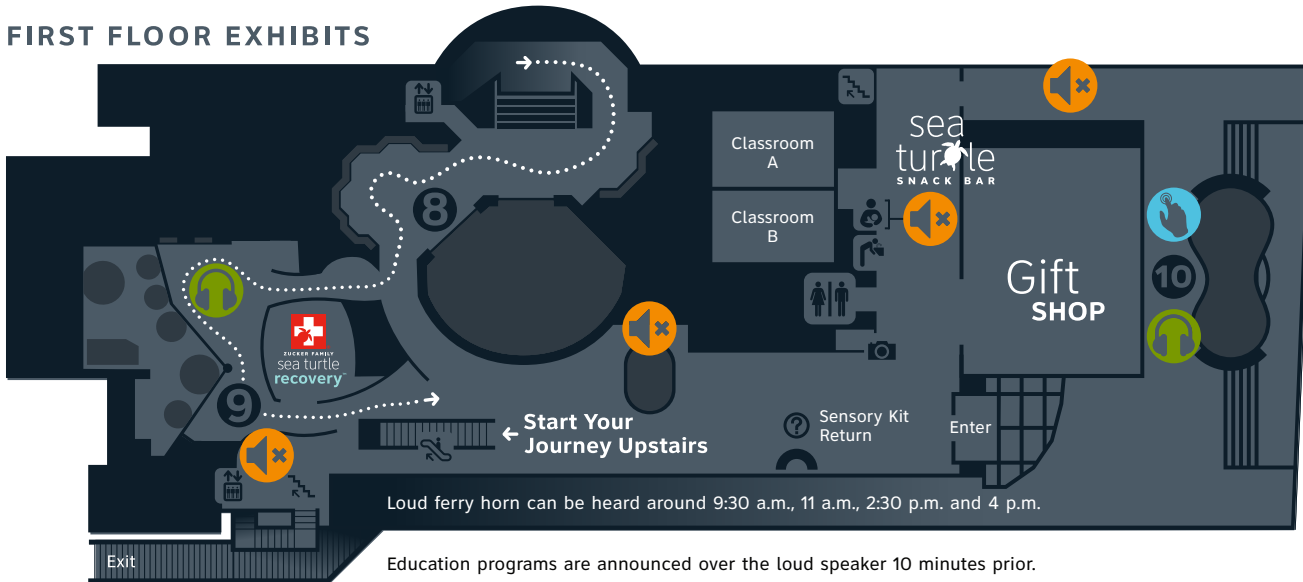 FIRST FLOOR EXHIBITS
sea
turtle
SNACK BAR
Classroom
A
Classroom
B
8
Gift
SHOP
10
ZUCKER FAMILY
sea turtle
recovery™
9
Start Your
Journey Upstairs
Sensory Kit
Return
?
Enter
Loud ferry horn can be heard around 9:30 a.m., 11 a.m., 2:30 p.m. and 4 p.m.
Exit
Education programs are announced over the loud speaker 10 minutes prior.